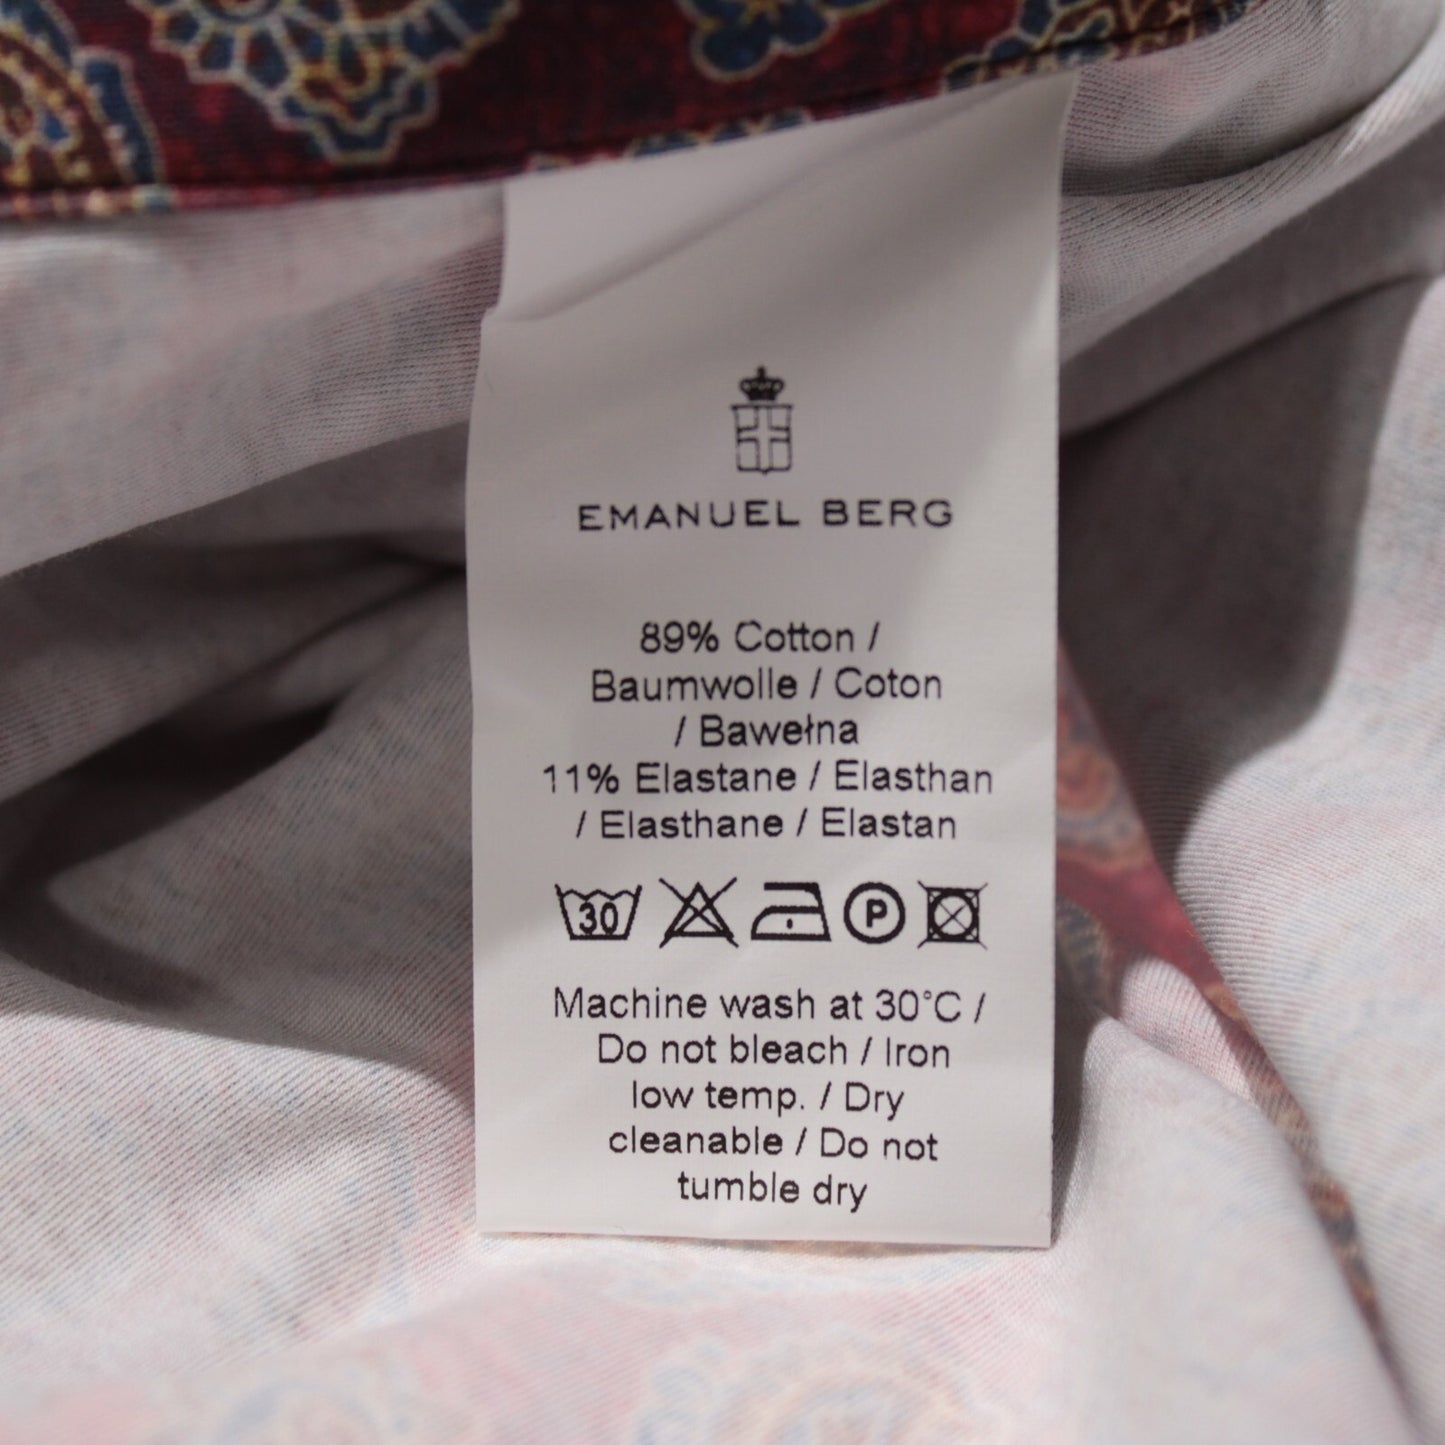 EMANUEL BERG
89% Cotton /
Baumwolle / Coton
/ Bawełna
11% Elastane / Elasthan
/ Elasthane / Elastan
30 P
Machine wash at 30°C /
Do not bleach / Iron
low temp. / Dry
cleanable / Do not
tumble dry